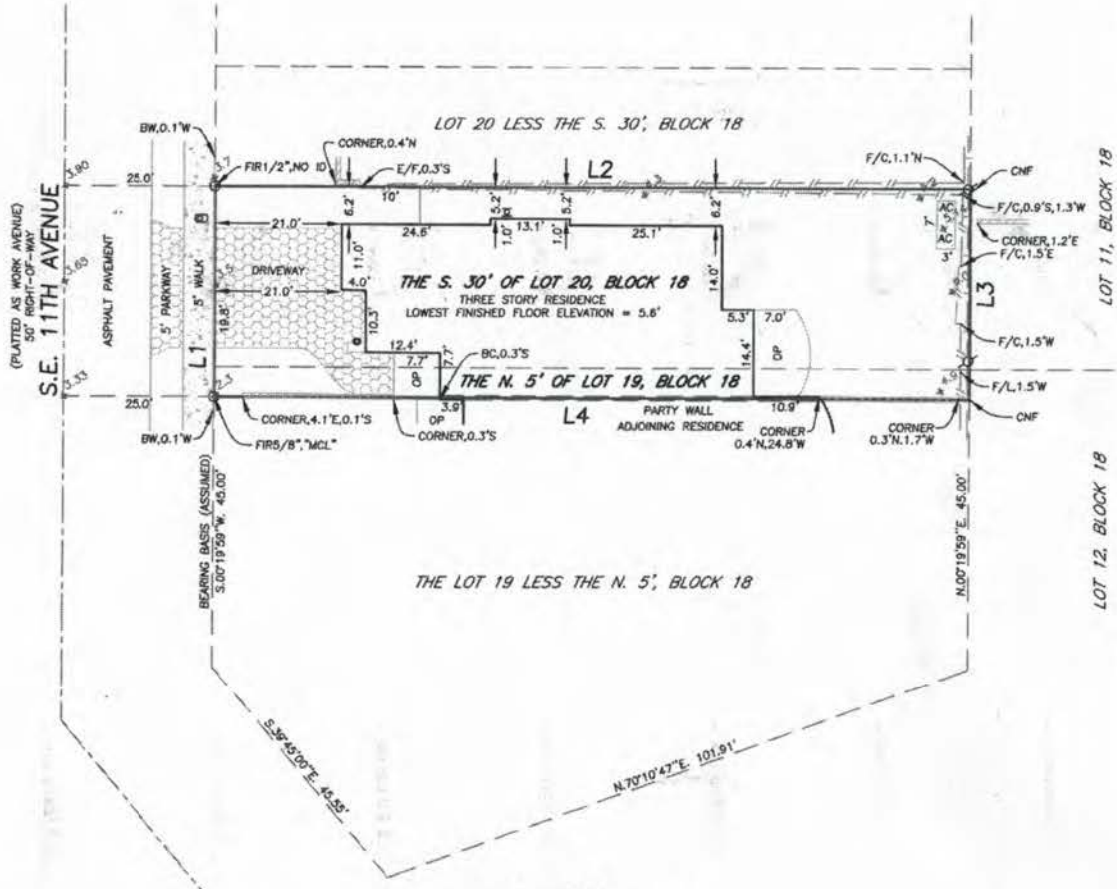 LOT 20 LESS THE S. 30', BLOCK 18
BW,0.1'W
CORNER,0.4'N
FIR1/2",NO ID
E/F,0.3'S
L2
F/C,1.1'N
CNF
F/C,0.9'S,1.3'W
CORNER,1.2'E
F/C,1.5'E
F/C,1.5'W
F/L,1.5'W
CNF
LOT 11, BLOCK 18
LOT 12, BLOCK 18
L3
3.90
25.0'
3.7
10'
6.2'
5.2'
5.2'
6.2'
21.0'
24.6'
1.0'
13.1'
1.0'
25.1'
AC
AC
7'
3'
(PLATTED AS WORK AVENUE)
50' RIGHT-OF-WAY
S.E. 11TH AVENUE
ASPHALT PAVEMENT
5' PARKWAY
5' WALK
3.65
L1
19.8'
DRIVEWAY
21.0'
11.0'
4.0'
10.3'
THE S. 30' OF LOT 20, BLOCK 18
THREE STORY RESIDENCE
LOWEST FINISHED FLOOR ELEVATION = 5.6'
14.0'
5.3'
7.0'
14.4'
OP
12.4'
7.7'
7.7'
OP
BC,0.3'S
THE N. 5' OF LOT 19, BLOCK 18
3.33
25.0'
2.3
BW,0.1'W
CORNER,4.1'E,0.1'S
FIR5/8","MCL"
CORNER,0.3'S
OP
3.9'
L4
PARTY WALL
ADJOINING RESIDENCE
10.9'
CORNER
0.4'N,24.8'W
CORNER
0.3'N.1.7'W
BEARING BASIS (ASSUMED)
S.00°19'59"W. 45.00'
THE LOT 19 LESS THE N. 5', BLOCK 18
N.00°19'59"E. 45.00'
S.39°45'00"E. 45.55'
N.70°10'47"E. 101.91'